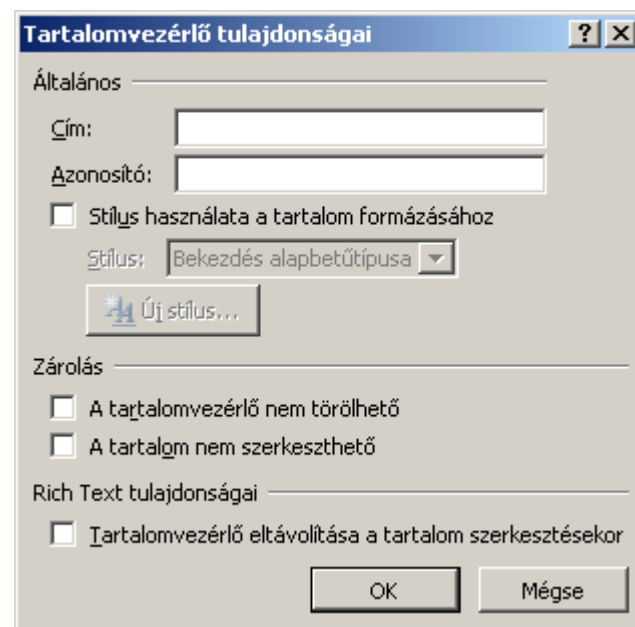 Tartalomvezérlő tulajdonságai
Általános
Cím:
Azonosító:
Stílus használata a tartalom formázásához
Stílus: Bekezdés alapbetűtípusa
Új stílus...
Zárolás
A tartalomvezérlő nem törölhető
A tartalom nem szerkeszthető
Rich Text tulajdonságai
Tartalomvezérlő eltávolítása a tartalom szerkesztésekor
OK Mégse